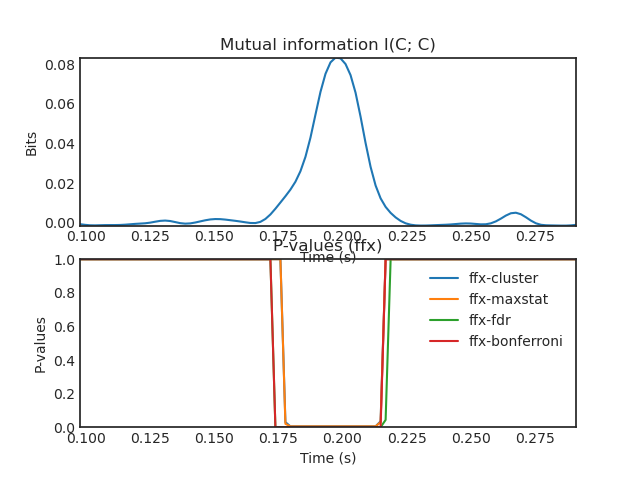 Mutual information I(C; C)
Bits
0.08
0.06
0.04
0.02
0.00
0.100 0.125 0.150 0.175 0.200 0.225 0.250 0.275
Time (s)
P-values (ffx)
P-values
1.0
0.8
0.6
0.4
0.2
0.0
ffx-cluster
ffx-maxstat
ffx-fdr
ffx-bonferroni
0.100 0.125 0.150 0.175 0.200 0.225 0.250 0.275
Time (s)